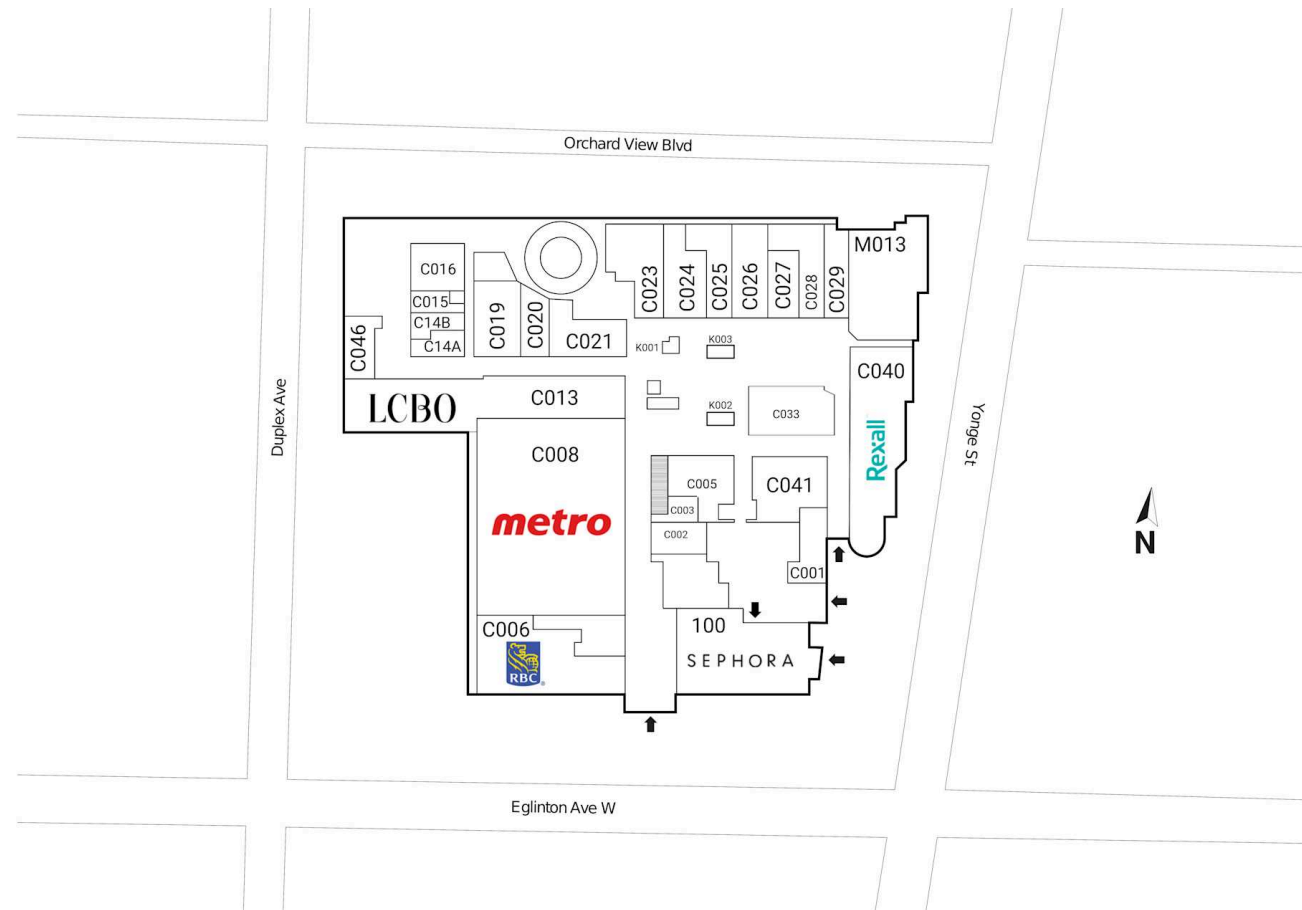 Orchard View Blvd
M013
C016
C015
C14B
C14A
C046
C019
C020
C021
C023
C024
C025
C026
C027
C028
C029
K001
K003
K002
C033
C040
Rexall
LCBO
C013
C008
metro
C005
C003
C002
C041
C001
C006
RBC
®
100
SEPHORA
Duplex Ave
Yonge St
N
Eglinton Ave W